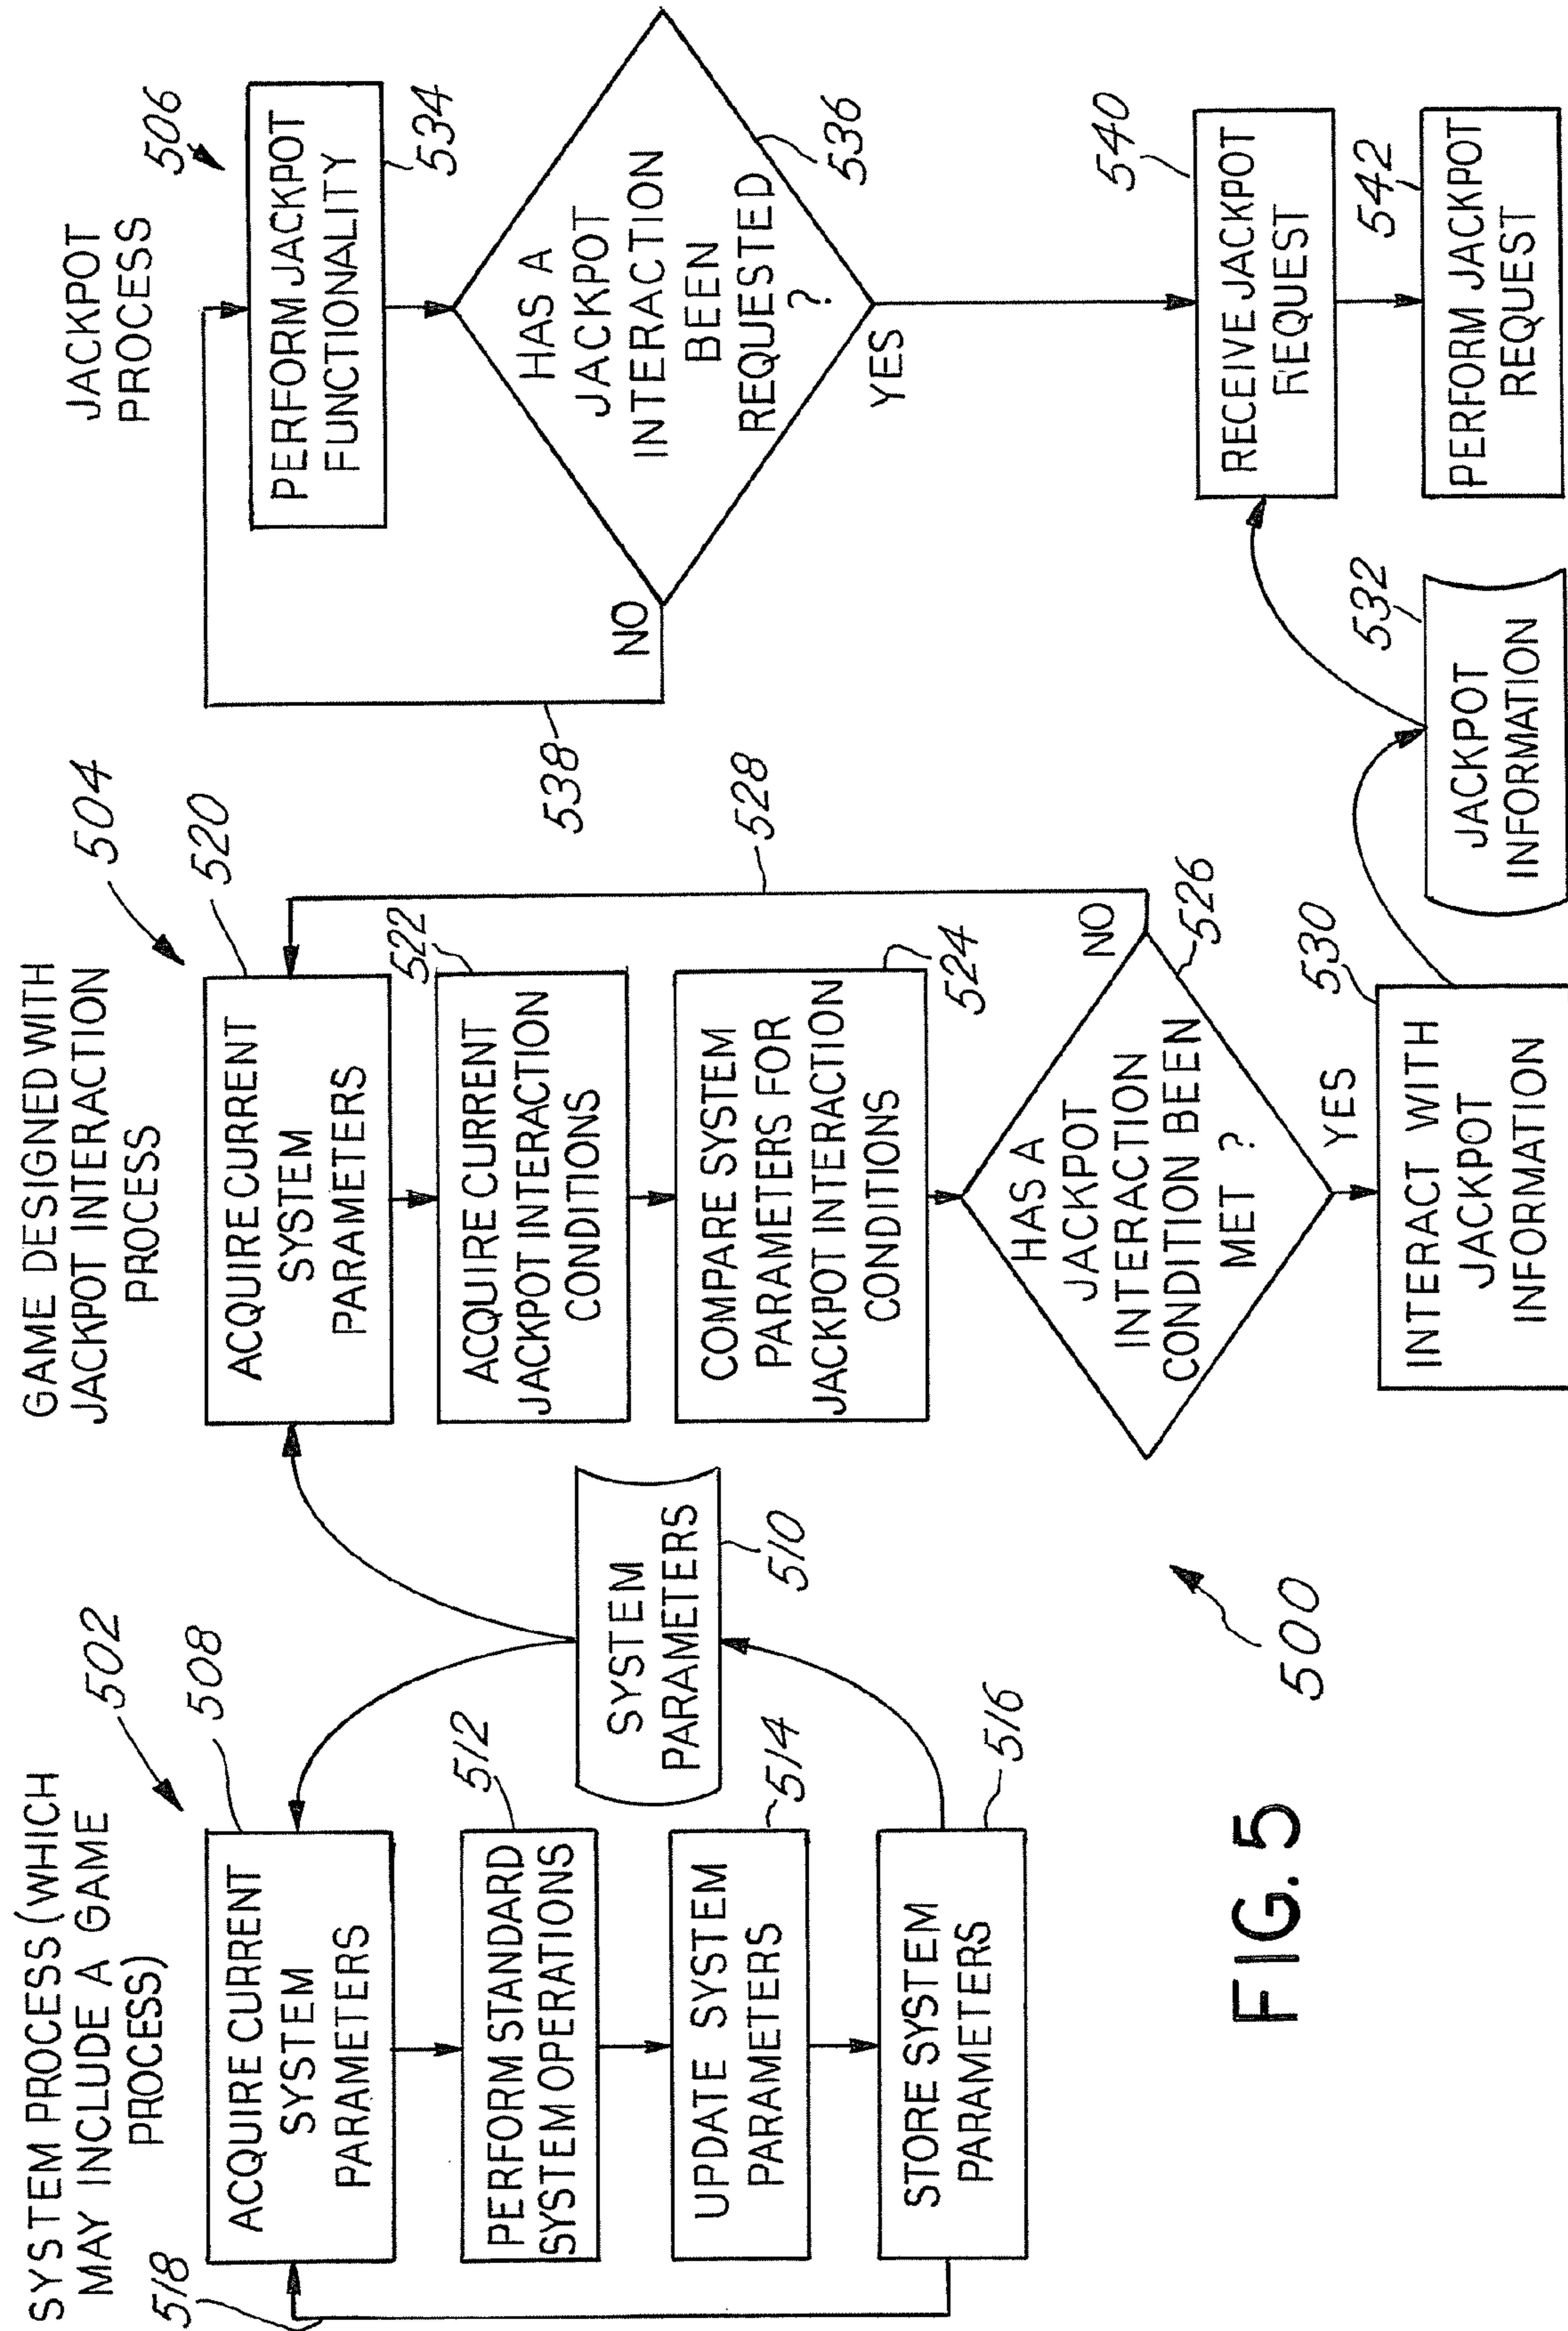 SYSTEM PROCESS (WHICH
MAY INCLUDE A GAME
PROCESS)
502
508
ACQUIRE CURRENT
SYSTEM
PARAMETERS
518
512
PERFORM STANDARD
SYSTEM OPERATIONS
514
UPDATE SYSTEM
PARAMETERS
516
STORE SYSTEM
PARAMETERS
SYSTEM
PARAMETERS
510
GAME DESIGNED WITH
JACKPOT INTERACTION
PROCESS
504
520
ACQUIRE CURRENT
SYSTEM
PARAMETERS
522
ACQUIRE CURRENT
JACKPOT INTERACTION
CONDITIONS
COMPARE SYSTEM
PARAMETERS FOR
JACKPOT INTERACTION
CONDITIONS
524
528
HAS A
JACKPOT
INTERACTION
CONDITION BEEN
MET ?
NO
526
YES
530
INTERACT WITH
JACKPOT
INFORMATION
532
JACKPOT
INFORMATION
JACKPOT
PROCESS
506
PERFORM JACKPOT
FUNCTIONALITY
534
HAS A
JACKPOT
INTERACTION
BEEN
REQUESTED
?
536
NO
538
YES
540
RECEIVE JACKPOT
REQUEST
542
PERFORM JACKPOT
REQUEST
500
FIG. 5